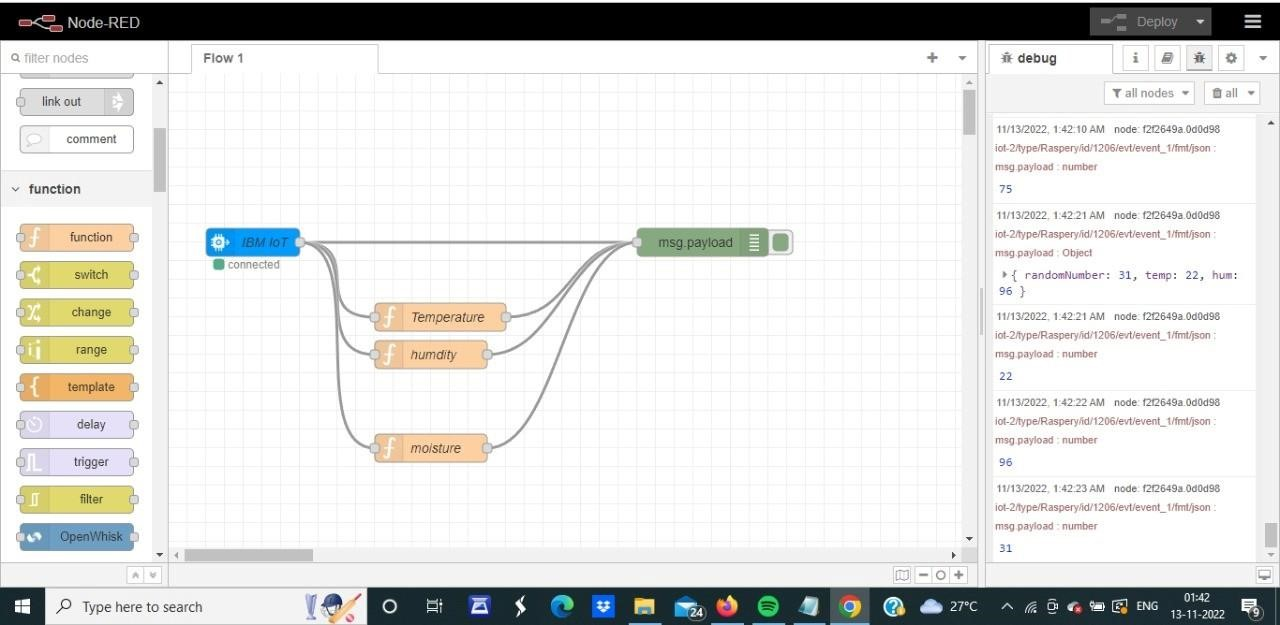 Node-RED
Deploy
filter nodes
Flow 1
debug
all nodes
all
link out
comment
function
function
switch
change
range
template
delay
trigger
filter
OpenWhisk
IBM IoT
connected
Temperature
humdity
moisture
msg.payload
11/13/2022, 1:42:10 AM node: f2f2649a.0d0d98
iot-2/type/Raspery/id/1206/evt/event_1/fmt/json :
msg.payload : number
75
11/13/2022, 1:42:21 AM node: f2f2649a.0d0d98
iot-2/type/Raspery/id/1206/evt/event_1/fmt/json :
msg.payload : Object
{ randomNumber: 31, temp: 22, hum:
96 }
11/13/2022, 1:42:21 AM node: f2f2649a.0d0d98
iot-2/type/Raspery/id/1206/evt/event_1/fmt/json :
msg.payload : number
22
11/13/2022, 1:42:22 AM node: f2f2649a.0d0d98
iot-2/type/Raspery/id/1206/evt/event_1/fmt/json :
msg.payload : number
96
11/13/2022, 1:42:23 AM node: f2f2649a.0d0d98
iot-2/type/Raspery/id/1206/evt/event_1/fmt/json :
msg.payload : number
31
Type here to search
24
27°C
ENG
01:42
13-11-2022
9